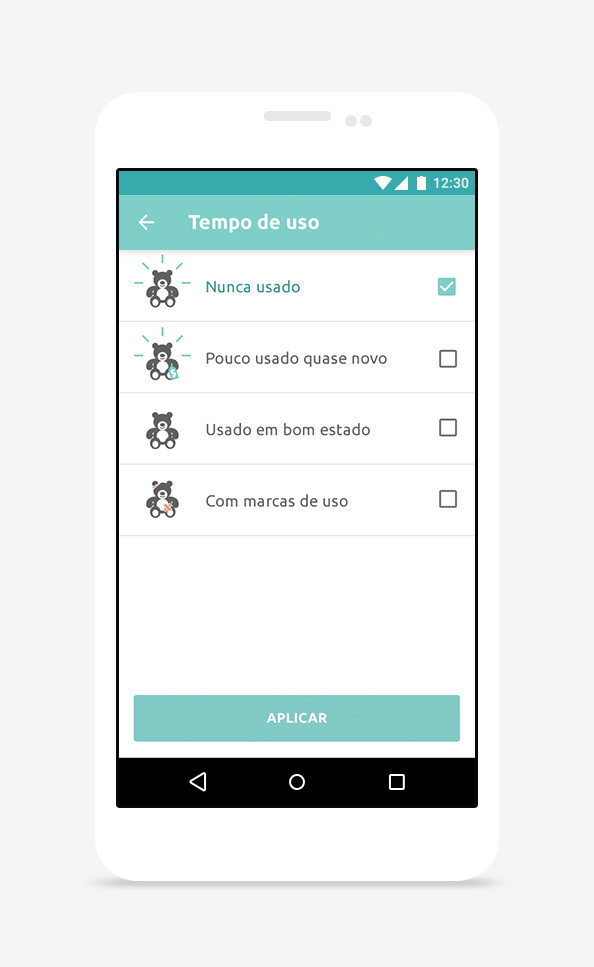 12:30
Tempo de uso
Nunca usado
Pouco usado quase novo
Usado em bom estado
Com marcas de uso
APLICAR